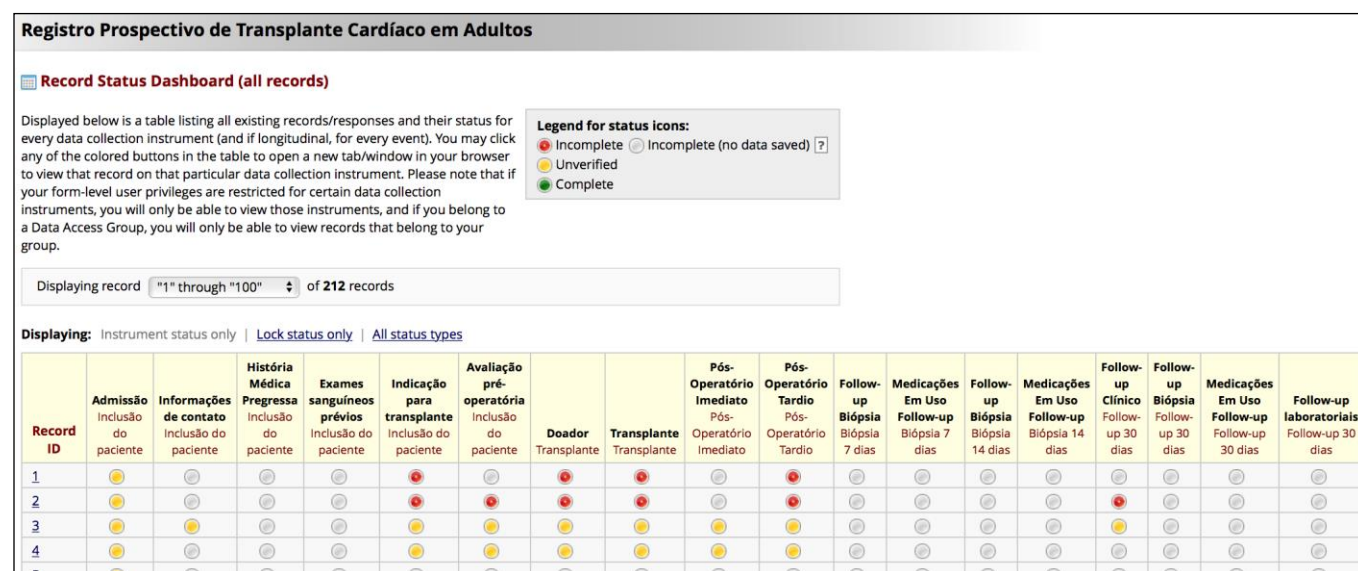 Registro Prospectivo de Transplante Cardíaco em Adultos
Record Status Dashboard (all records)
Displayed below is a table listing all existing records/responses and their status for
every data collection instrument (and if longitudinal, for every event). You may click
any of the colored buttons in the table to open a new tab/window in your browser
to view that record on that particular data collection instrument. Please note that if
your form-level user privileges are restricted for certain data collection
instruments, you will only be able to view those instruments, and if you belong to
a Data Access Group, you will only be able to view records that belong to your
group.
Legend for status icons:
Incomplete Incomplete (no data saved) ?
Unverified
Complete
Displaying record "1" through "100" of 212 records
Displaying: Instrument status only | Lock status only | All status types
Record
ID
Admissão
Inclusão
do
paciente
Informações
de contato
Inclusão do
paciente
História
Médica
Pregressa
Inclusão
do
paciente
Exames
sanguíneos
prévios
Inclusão do
paciente
Indicação
para
transplante
Inclusão do
paciente
Avaliação
pré-
operatória
Inclusão
do
paciente
Doador
Transplante
Transplante
Transplante
Pós-
Operatório
Imediato
Pós-
Operatório
Imediato
Pós-
Operatório
Tardio
Pós-
Operatório
Tardio
Follow-
up
Biópsia
Biópsia
7 dias
Medicações
Em Uso
Follow-up
Biópsia 7
dias
Follow-
up
Biópsia
Biópsia
14 dias
Medicações
Em Uso
Follow-up
Biópsia 14
dias
Follow-
up
Clínico
Follow-
up 30
dias
Follow-
up
Biópsia
Follow-
up 30
dias
Medicações
Em Uso
Follow-up
Follow-up
30 dias
Follow-up
laboratoriais
Follow-up 30
dias
1
2
3
4